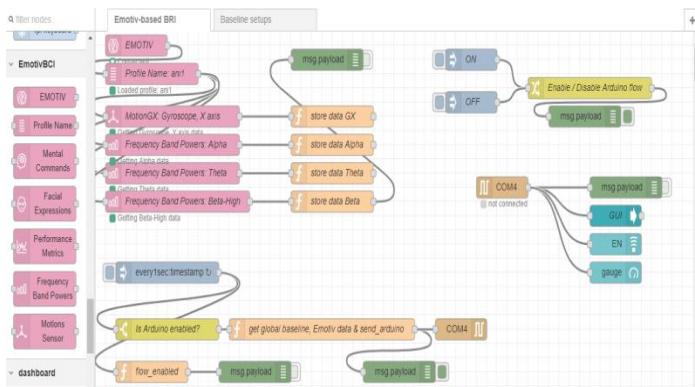 filter nodes
Emotiv-based BRI
Baseline setups
EmotivBCI
EMOTIV
Profile Name
Mental
Commands
Facial
Expressions
Performance
Metrics
Frequency
Band Powers
Motions
Sensor
dashboard
EMOTIV
Profile Name: ani1
Loaded profile: ani1
MotionGX: Gyroscope, X axis
Getting Gyroscope, X axis data
Frequency Band Powers: Alpha
Getting Alpha data
Frequency Band Powers: Theta
Getting Theta data
Frequency Band Powers: Beta-High
Getting Beta-High data
store data GX
store data Alpha
store data Theta
store data Beta
msg.payload
ON
OFF
Enable / Disable Arduino flow
msg.payload
COM4
not connected
msg.payload
GUI
EN
gauge
every1sec:timestamp ↻
Is Arduino enabled?
get global baseline, Emotiv data & send_arduino
COM4
flow_enabled
msg.payload
msg.payload